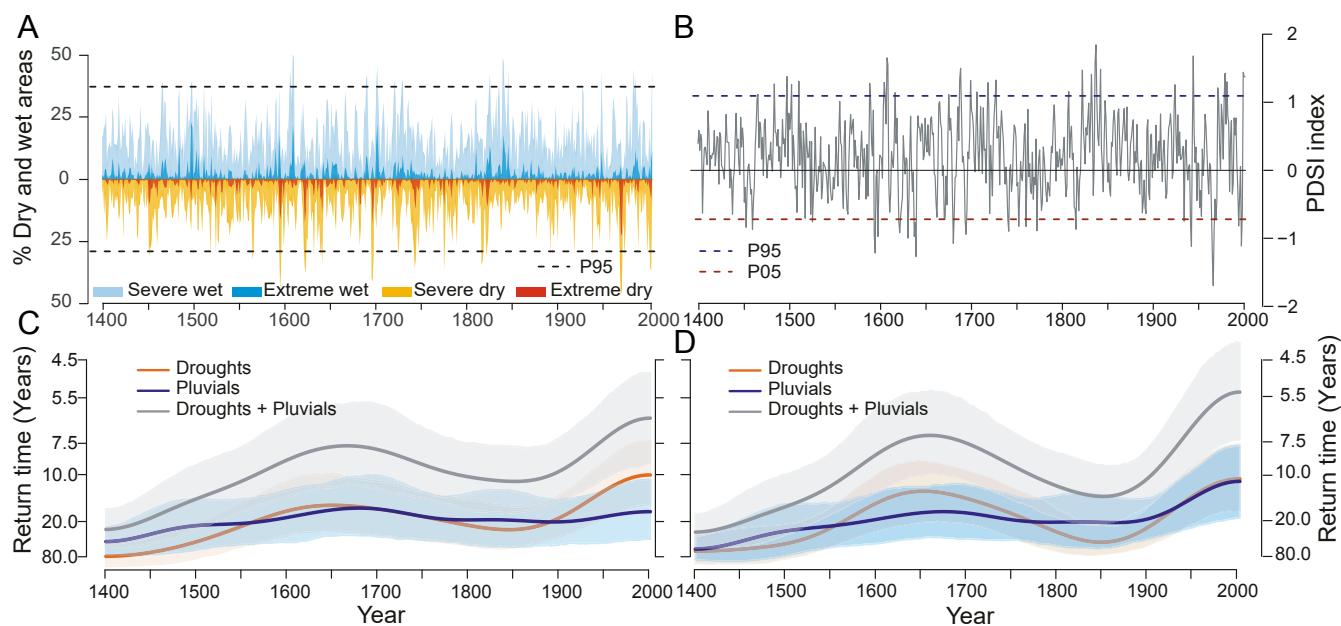 A
% Dry and wet areas
50
25
0
25
50
P95
Severe wet
Extreme wet
Severe dry
Extreme dry
1400 1500 1600 1700 1800 1900 2000
B
PDSI index
2
1
0
−1
−2
P95
P05
1400 1500 1600 1700 1800 1900 2000
C
Return time (Years)
4.5
5.5
7.5
10.0
20.0
80.0
Droughts
Pluvials
Droughts + Pluvials
1400 1500 1600 1700 1800 1900 2000
Year
D
Return time (Years)
4.5
5.5
7.5
10.0
20.0
80.0
Droughts
Pluvials
Droughts + Pluvials
1400 1500 1600 1700 1800 1900 2000
Year